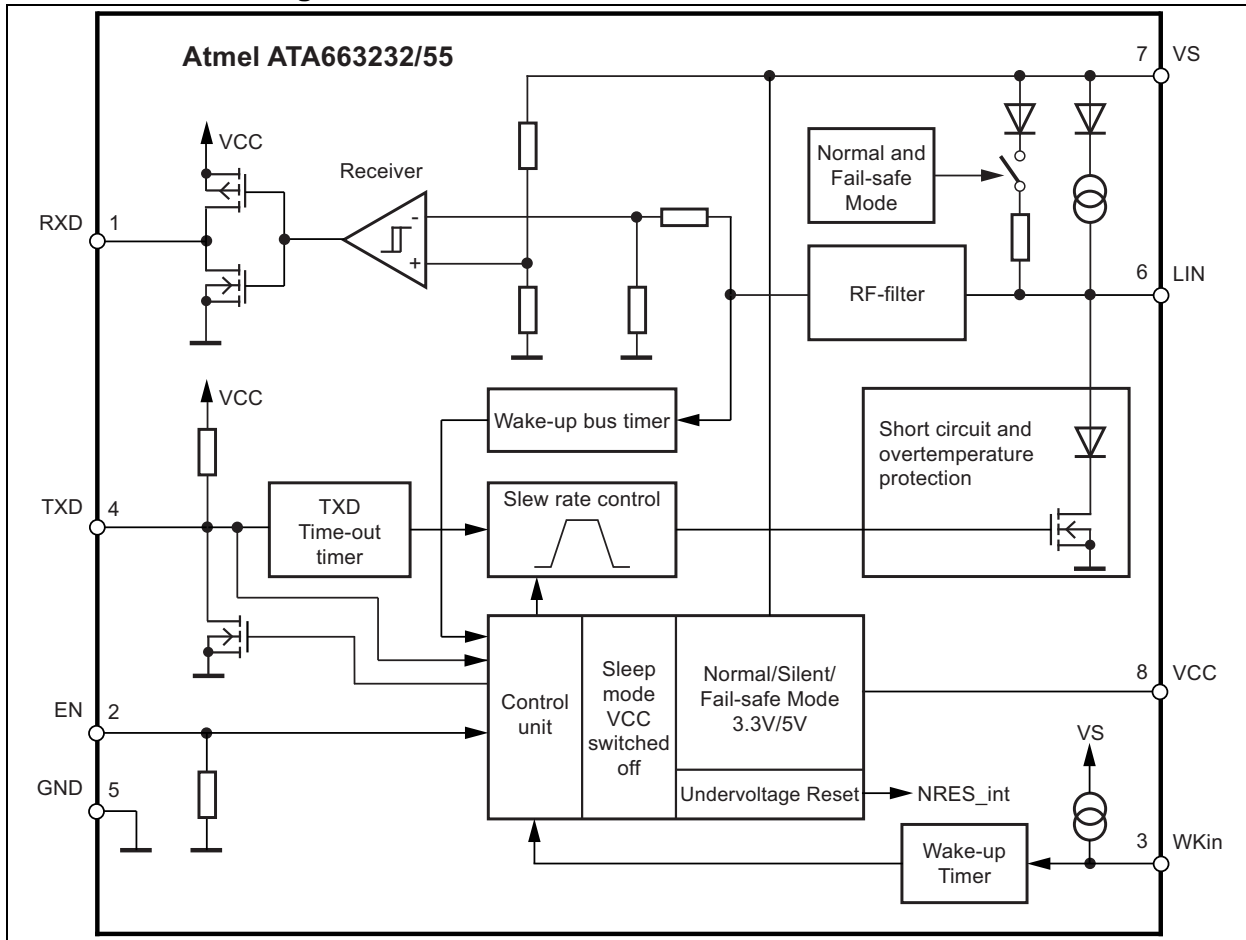 Atmel ATA663232/55
7
VS
VCC
Receiver
Normal and
Fail-safe
Mode
RXD
1
-
+
RF-filter
6
LIN
VCC
Wake-up bus timer
Short circuit and
overtemperature
protection
TXD
4
TXD
Time-out
timer
Slew rate control
EN
2
Control
unit
Sleep
mode
VCC
switched
off
Normal/Silent/
Fail-safe Mode
3.3V/5V
8
VCC
GND
5
Undervoltage Reset
NRES_int
VS
Wake-up
Timer
3
WKin